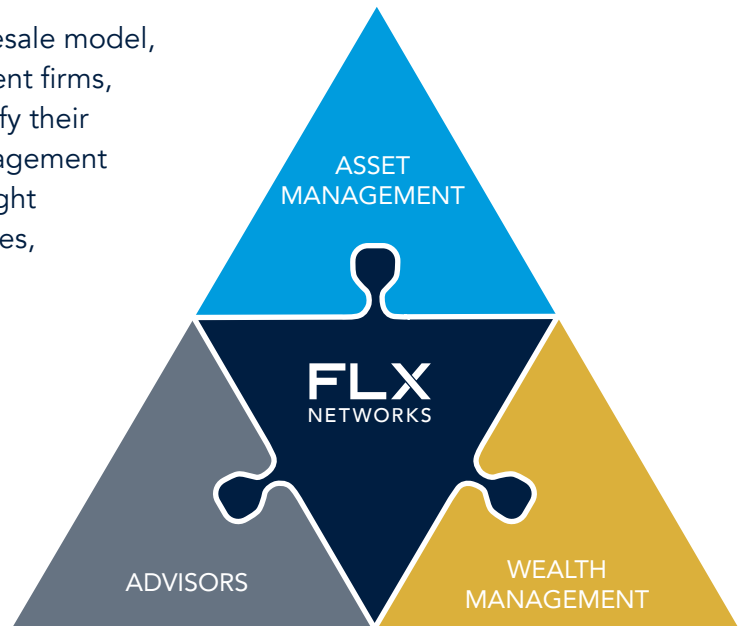 esale model,
ent firms,
fy their
agement
ght
es,
ASSET
MANAGEMENT
FLX
NETWORKS
ADVISORS
WEALTH
MANAGEMENT